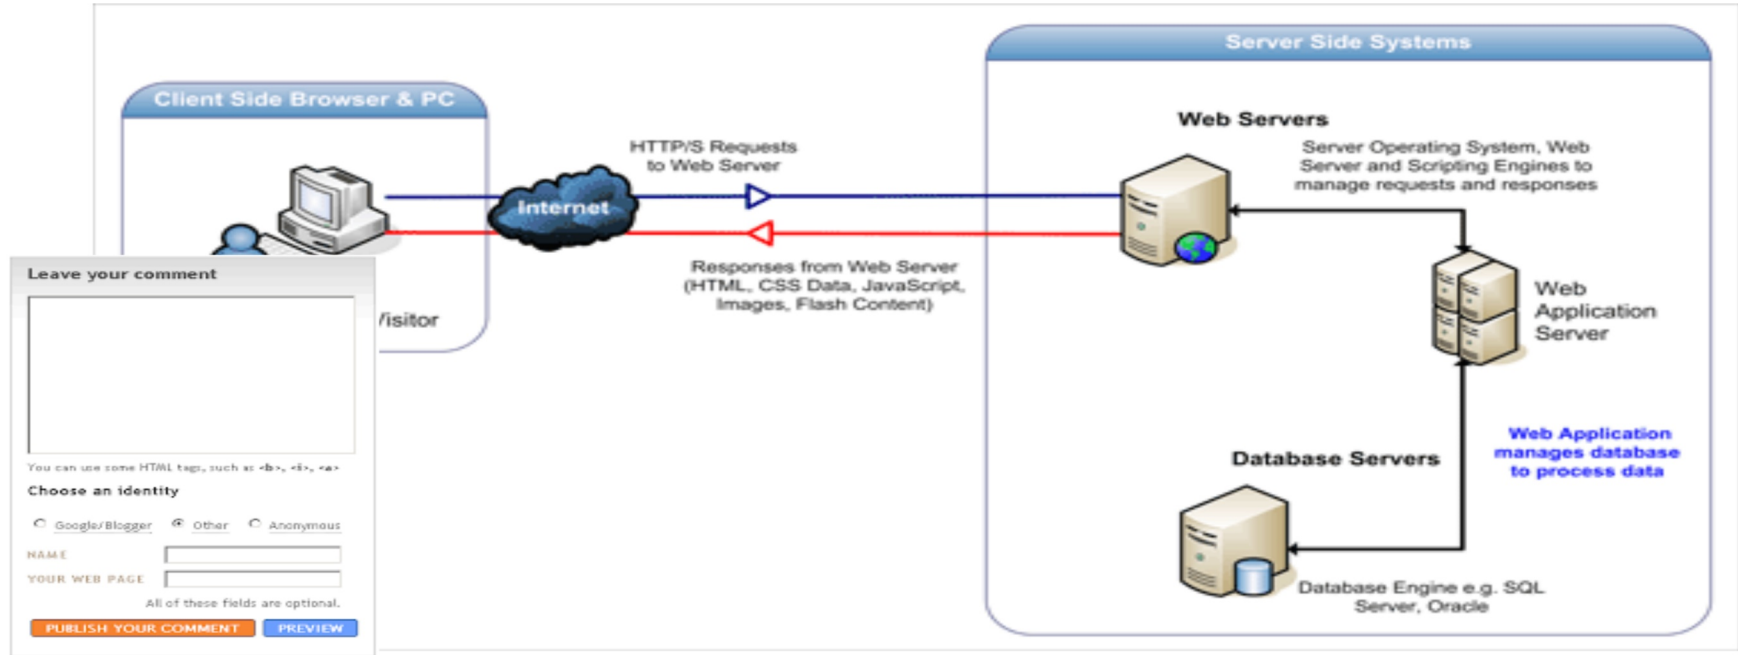 Server Side Systems
Client Side Browser & PC
Web Servers
HTTP/S Requests
to Web Server
Server Operating System, Web
Server and Scripting Engines to
manage requests and responses
Internet
Responses from Web Server
(HTML, CSS Data, JavaScript,
Images, Flash Content)
Web
Application
Server
Visitor
Leave your comment
You can use some HTML tags, such as <b>, <i>, <a>
Choose an identity
Google/Blogger Other Anonymous
NAME
YOUR WEB PAGE
All of these fields are optional.
PUBLISH YOUR COMMENT PREVIEW
Web Application
manages database
to process data
Database Servers
Database Engine e.g. SQL
Server, Oracle